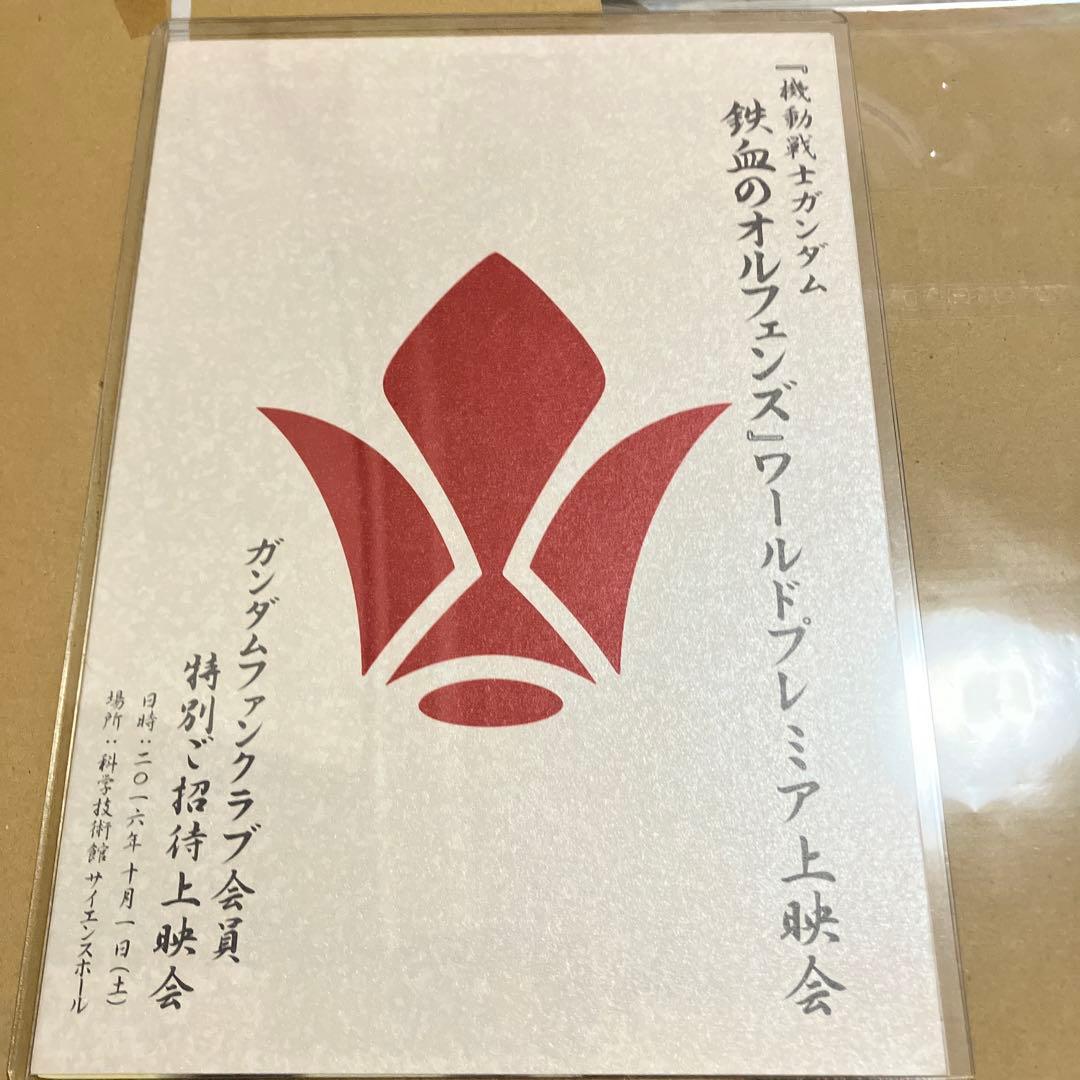 『機動戦士ガンダム
鉄血のオルフェンズ』ワールドプレミア上映会
ガンダムファンクラブ会員
特別ご招待上映会
日時:二〇一六年十月一日(土)
場所:科学技術館 サイエンスホール